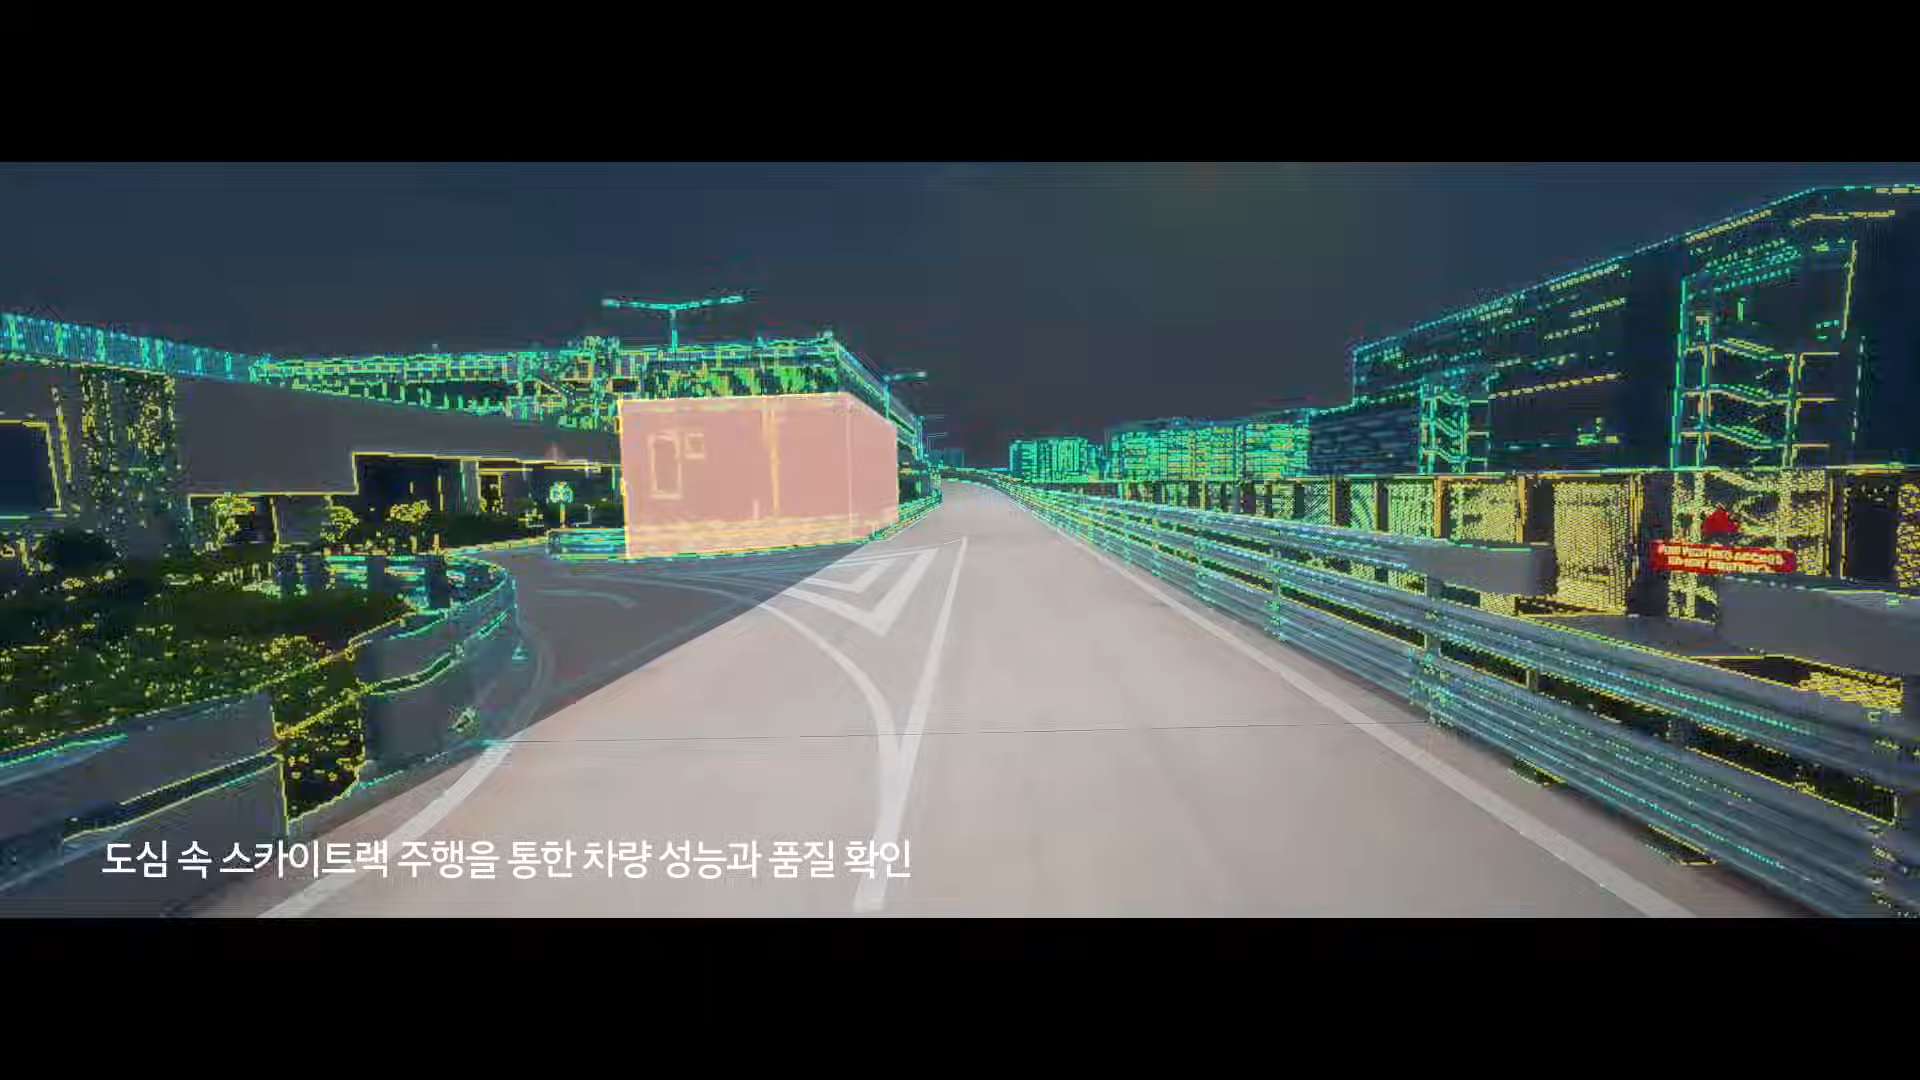 도심 속 스카이트랙 주행을 통한 차량 성능과 품질 확인